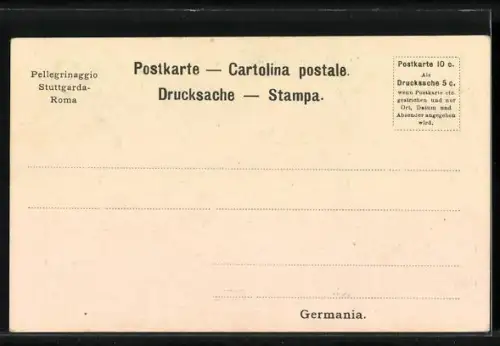 Pellegrinaggio
Stuttgarda-
Roma
Postkarte — Cartolina postale.
Drucksache — Stampa.
Postkarte 10 c.
Als
Drucksache 5 c.
wenn Postkarte ein
gestrichen und nur
Ort, Datum und
Absender angegeben
wird.
Germania.